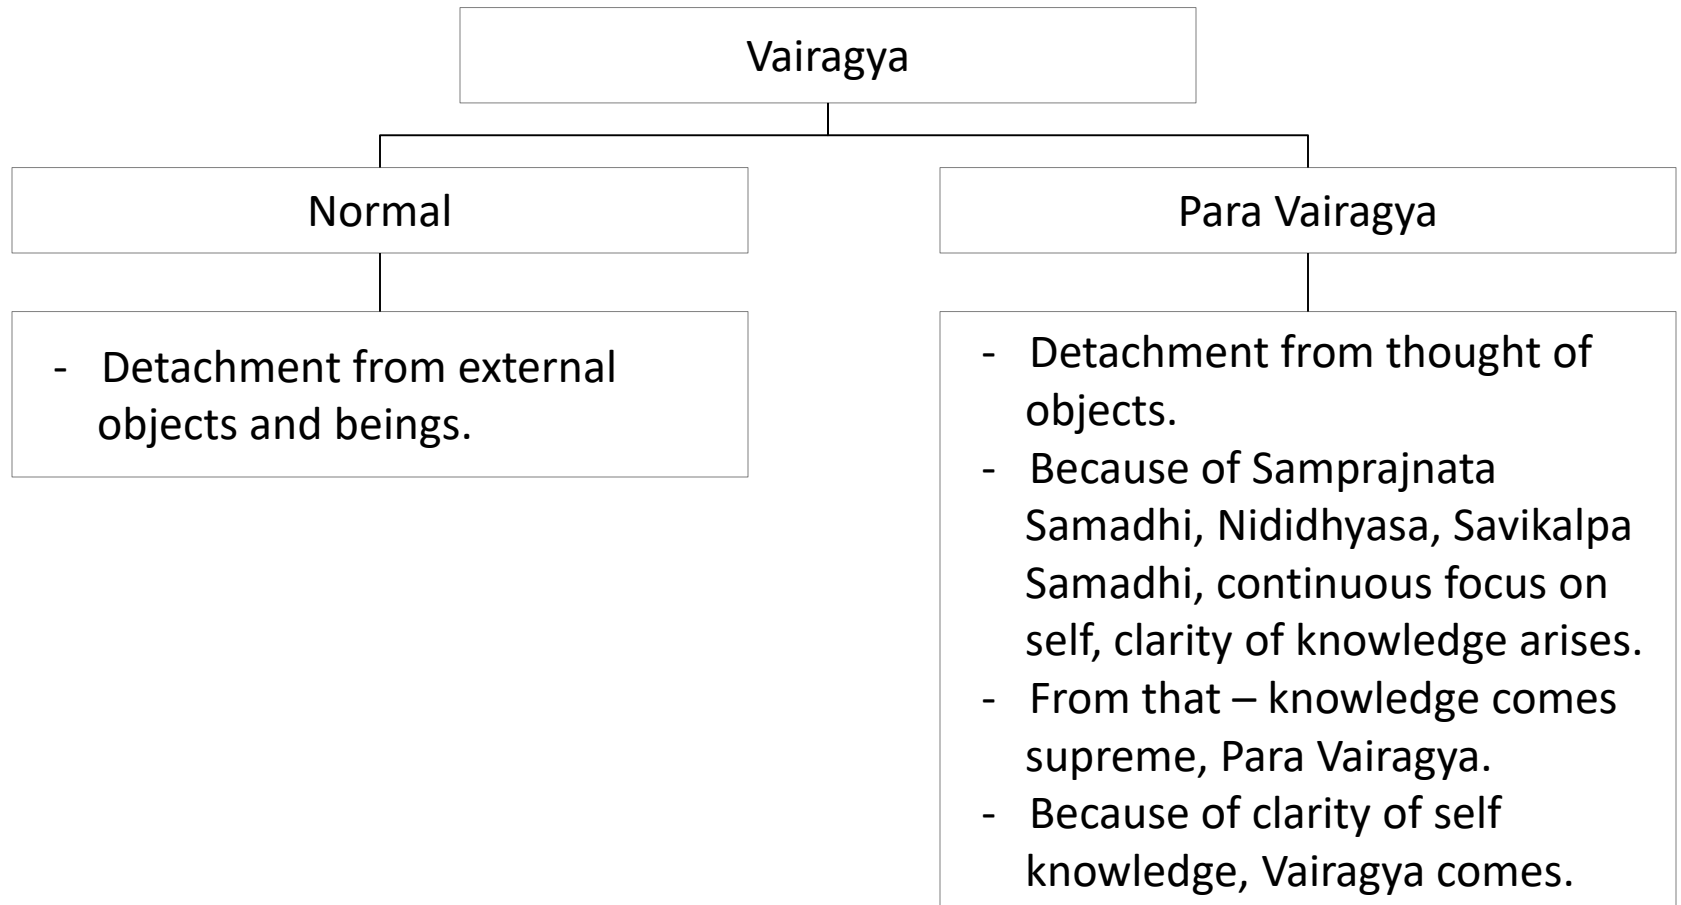 Vairagya
Normal
Para Vairagya
- Detachment from external
objects and beings.
- Detachment from thought of
objects.
- Because of Samprajnata
Samadhi, Nididhyasa, Savikalpa
Samadhi, continuous focus on
self, clarity of knowledge arises.
- From that – knowledge comes
supreme, Para Vairagya.
- Because of clarity of self
knowledge, Vairagya comes.